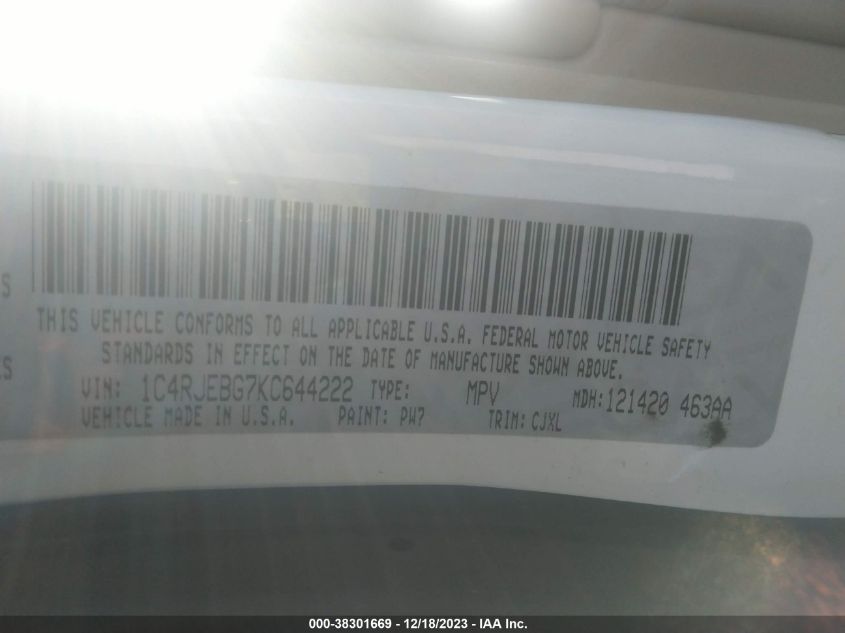 S
THIS VEHICLE CONFORMS TO ALL APPLICABLE U.S.A. FEDERAL MOTOR VEHICLE SAFETY
STANDARDS IN EFFECT ON THE DATE OF MANUFACTURE SHOWN ABOVE.
ES
VIN: 1C4RJEBG7KC644222 TYPE: MPV MDH:121420 463AA
VEHICLE MADE IN U.S.A. PAINT: PW7 TRIM: CJXL
000-38301669 - 12/18/2023 - IAA Inc.